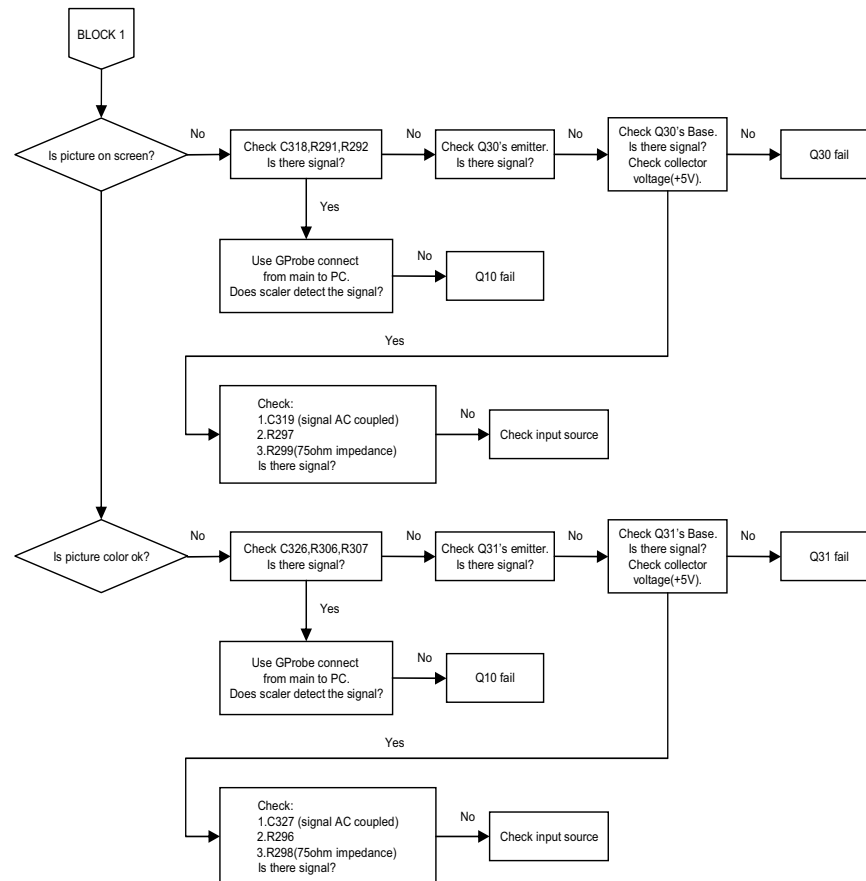 BLOCK 1
Is picture on screen?
No
Check C318,R291,R292
Is there signal?
No
Check Q30's emitter.
Is there signal?
No
Check Q30's Base.
Is there signal?
Check collector
voltage(+5V).
No
Q30 fail
Yes
Use GProbe connect
from main to PC.
Does scaler detect the signal?
No
Q10 fail
Yes
Check:
1.C319 (signal AC coupled)
2.R297
3.R299(75ohm impedance)
Is there signal?
No
Check input source
Is picture color ok?
No
Check C326,R306,R307
Is there signal?
No
Check Q31's emitter.
Is there signal?
No
Check Q31's Base.
Is there signal?
Check collector
voltage(+5V).
No
Q31 fail
Yes
Use GProbe connect
from main to PC.
Does scaler detect the signal?
No
Q10 fail
Yes
Check:
1.C327 (signal AC coupled)
2.R296
3.R298(75ohm impedance)
Is there signal?
No
Check input source